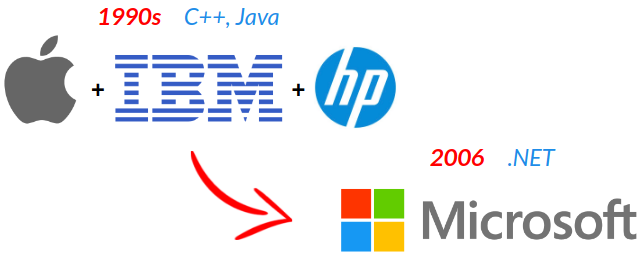 1990s C++, Java
+ IBM + hp
2006 .NET
Microsoft